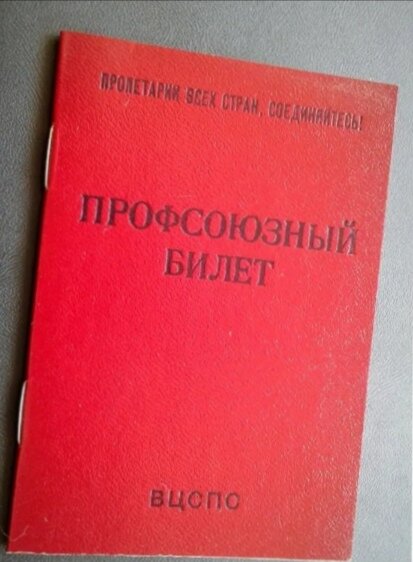 ПРОЛЕТАРИИ ВСЕХ СТРАН, СОЕДИНЯЙТЕСЬ!
ПРОФСОЮЗНЫЙ
БИЛЕТ
ВЦСПС